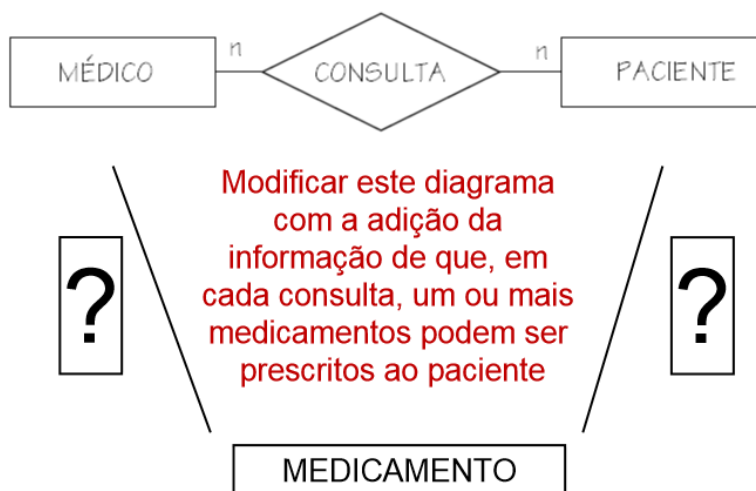 MÉDICO n CONSULTA n PACIENTE
Modificar este diagrama
com a adição da
informação de que, em
cada consulta, um ou mais
medicamentos podem ser
prescritos ao paciente
? ?
MEDICAMENTO